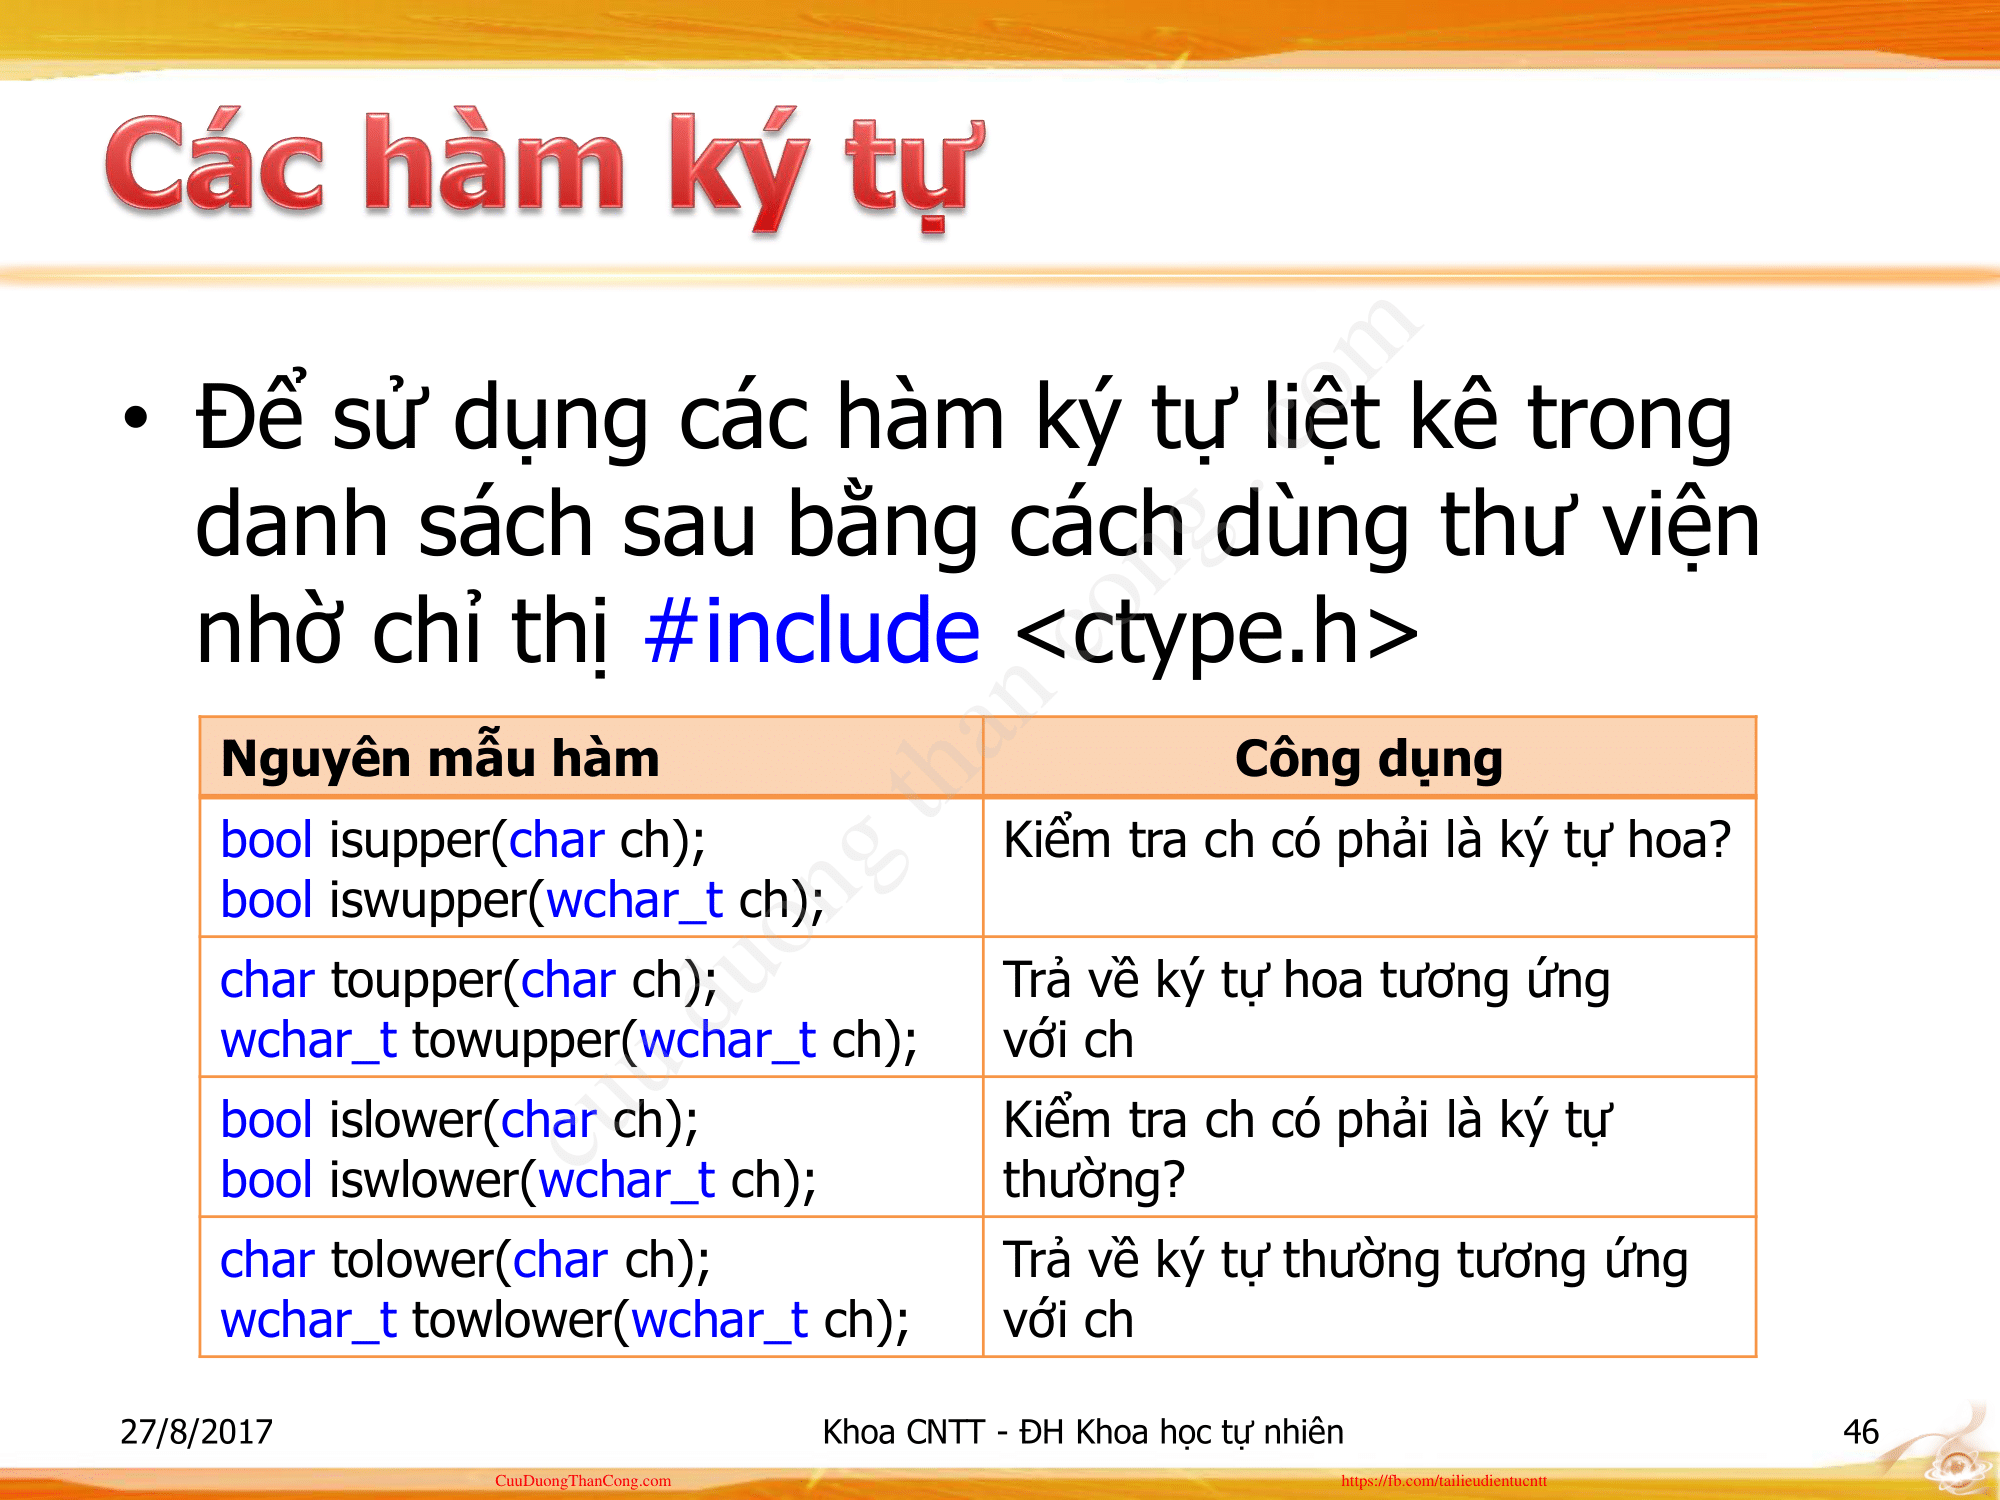 Các hàm ký tự
• Để sử dụng các hàm ký tự liệt kê trong
danh sách sau bằng cách dùng thư viện
nhờ chỉ thị #include <ctype.h>
Nguyên mẫu hàm
Công dụng
bool isupper(char ch);
bool iswupper(wchar_t ch);
Kiểm tra ch có phải là ký tự hoa?
char toupper(char ch);
wchar_t towupper(wchar_t ch);
Trả về ký tự hoa tương ứng
với ch
bool islower(char ch);
bool iswlower(wchar_t ch);
Kiểm tra ch có phải là ký tự
thường?
char tolower(char ch);
wchar_t towlower(wchar_t ch);
Trả về ký tự thường tương ứng
với ch
cuu duong than cong . com
27/8/2017
Khoa CNTT - ĐH Khoa học tự nhiên
46
CuuDuongThanCong.com
https://fb.com/tailieudientucntt